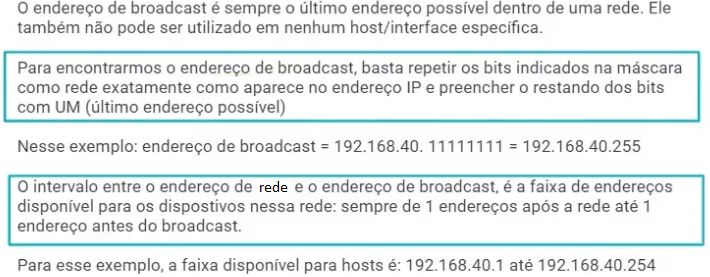 O endereço de broadcast é sempre o último endereço possível dentro de uma rede. Ele
também não pode ser utilizado em nenhum host/interface específica.
Para encontrarmos o endereço de broadcast, basta repetir os bits indicados na máscara
como rede exatamente como aparece no endereço IP e preencher o restando dos bits
com UM (último endereço possível)
Nesse exemplo: endereço de broadcast = 192.168.40. 11111111 = 192.168.40.255
O intervalo entre o endereço de rede e o endereço de broadcast, é a faixa de endereços
disponível para os dispostivos nessa rede: sempre de 1 endereços após a rede até 1
endereço antes do broadcast.
Para esse exemplo, a faixa disponível para hosts é: 192.168.40.1 até 192.168.40.254